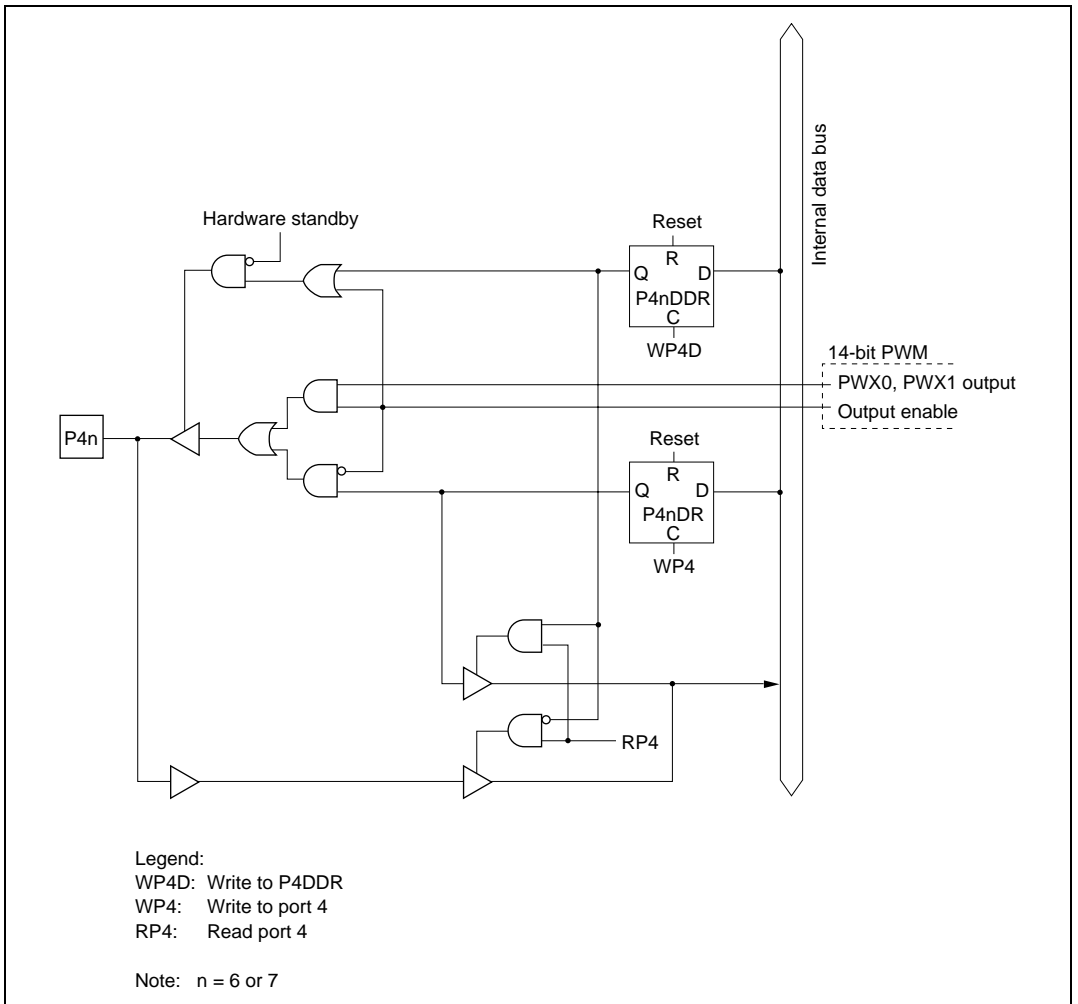 Internal data bus
Hardware standby
Reset
R
Q D
P4nDDR
C
WP4D
14-bit PWM
PWX0, PWX1 output
Output enable
P4n
Reset
R
Q D
P4nDR
C
WP4
RP4
Legend:
WP4D: Write to P4DDR
WP4: Write to port 4
RP4: Read port 4
Note: n = 6 or 7